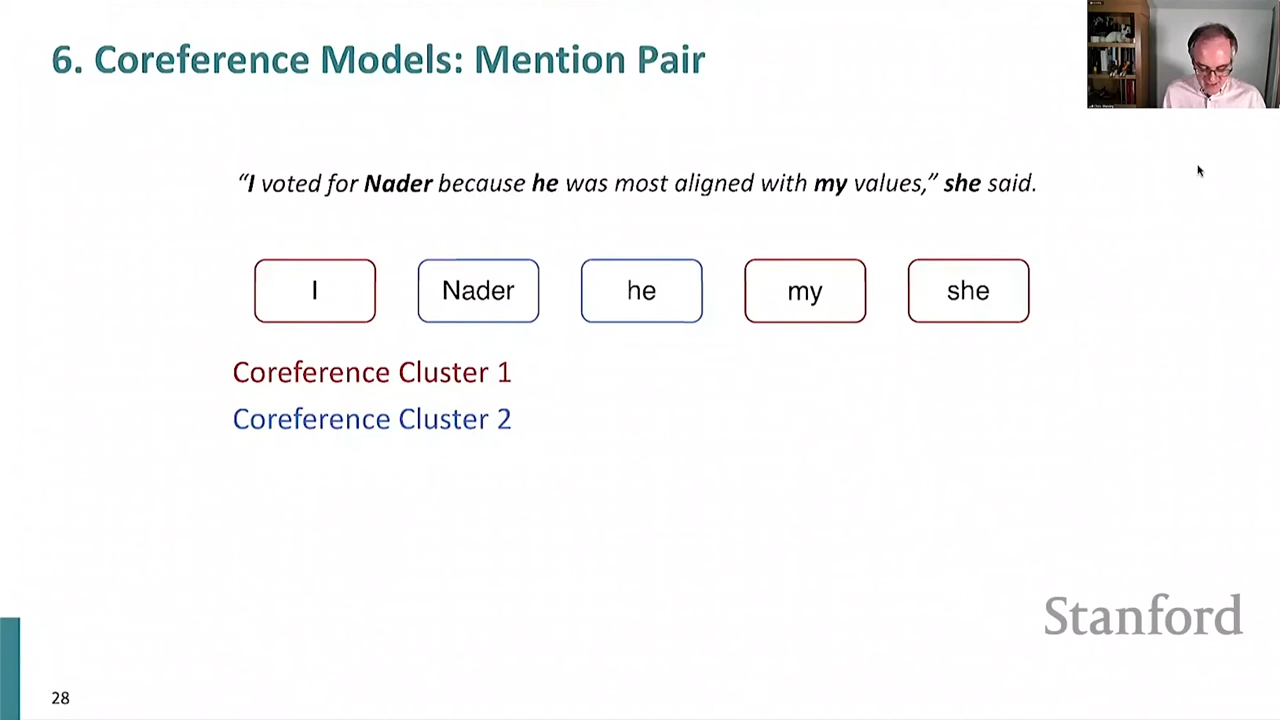 6. Coreference Models: Mention Pair
“I voted for Nader because he was most aligned with my values,” she said.
I
Nader
he
my
she
Coreference Cluster 1
Coreference Cluster 2
Stanford
28